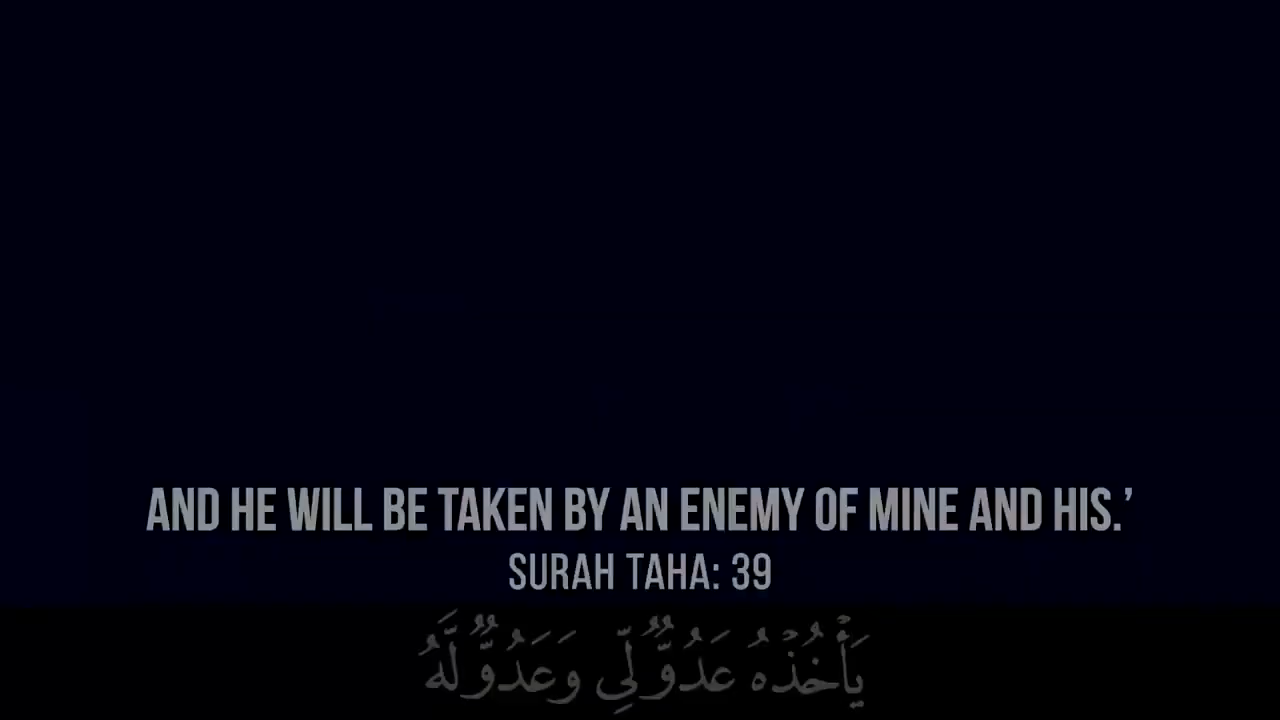 AND HE WILL BE TAKEN BY AN ENEMY OF MINE AND HIS.’
SURAH TAHA: 39
يَأْخُذْهُ عَدُوٌّ لِّي وَعَدُوٌّ لَّهُ